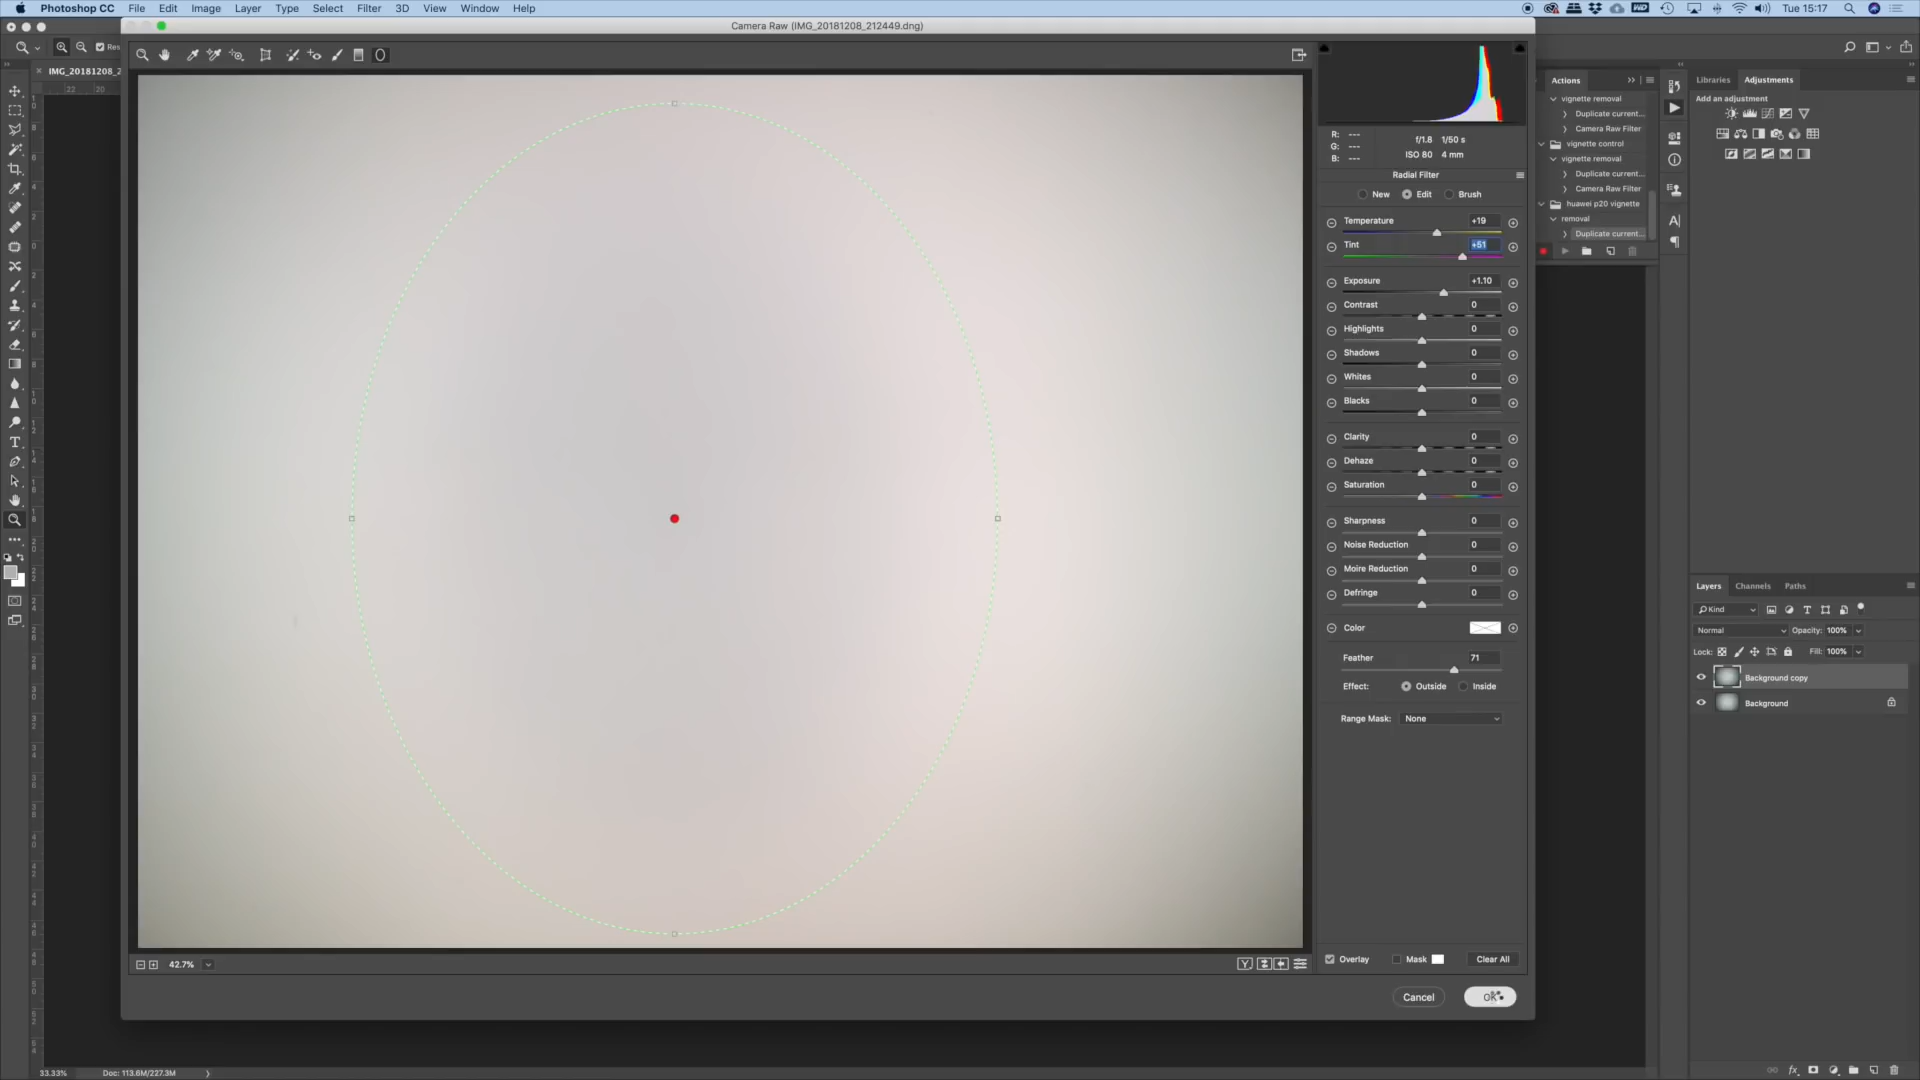 Photoshop CC File Edit Image Layer Type Select Filter 3D View Window Help Tue 15:17
Camera Raw (IMG_20181208_212449.dng)
IMG_20181208_2
22 20
Actions
vignette removal
Duplicate current...
Camera Raw Filter
vignette control
vignette removal
Duplicate current...
Camera Raw Filter
huawei p20 vignette
removal
Duplicate current...
Libraries Adjustments
Add an adjustment
R: ---
G: ---
B: ---
f/1.8 1/50 s
ISO 80 4 mm
Radial Filter
New Edit Brush
Temperature +19
Tint +51
Exposure +1.10
Contrast 0
Highlights 0
Shadows 0
Whites 0
Blacks 0
Clarity 0
Dehaze 0
Saturation 0
Sharpness 0
Noise Reduction 0
Moire Reduction 0
Defringe 0
Color
Feather 71
Effect: Outside Inside
Range Mask: None
Overlay Mask Clear All
Cancel OK
42.7%
Layers Channels Paths
Kind
Normal Opacity: 100%
Lock: Fill: 100%
Background copy
Background
33.33% Doc: 113.6M/227.3M